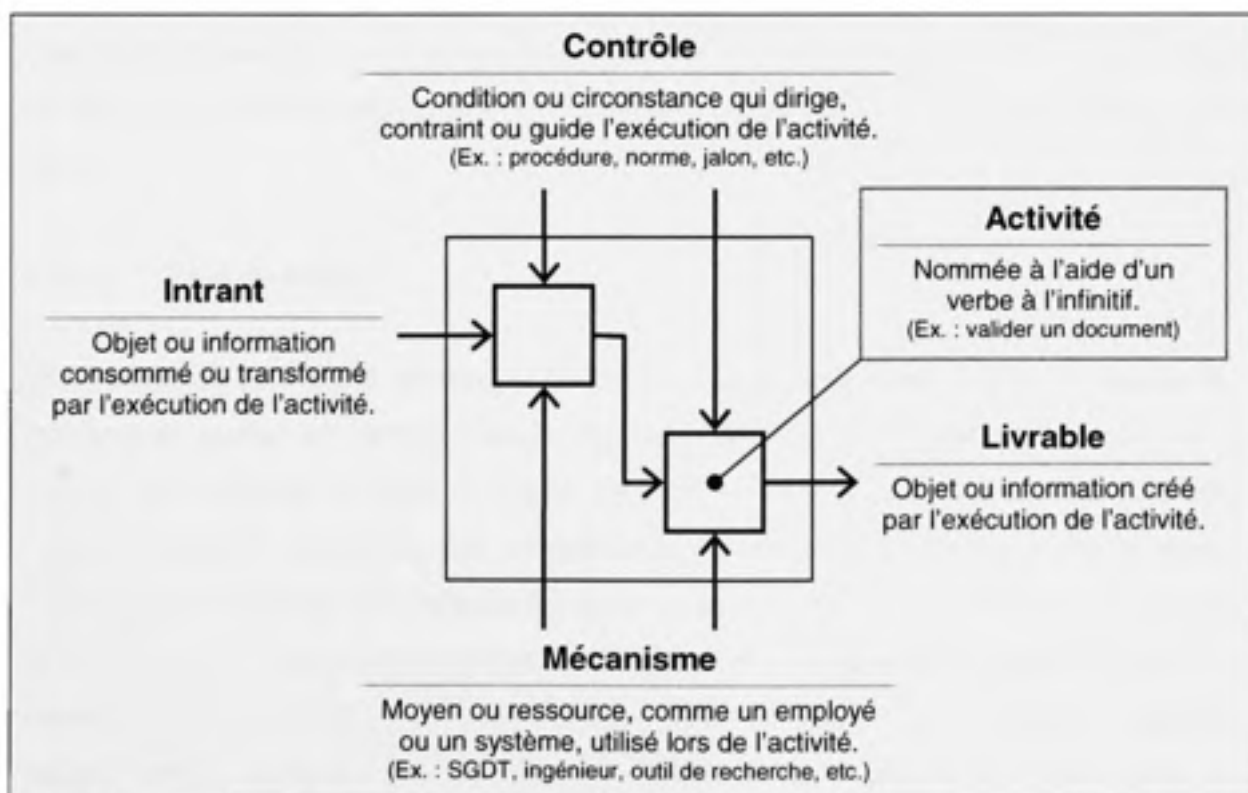 Contrôle
Condition ou circonstance qui dirige,
contraint ou guide l'exécution de l'activité.
(Ex. : procédure, norme, jalon, etc.)
Activité
Nommée à l'aide d'un
verbe à l'infinitif.
(Ex. : valider un document)
Intrant
Objet ou information
consommé ou transformé
par l'exécution de l'activité.
Livrable
Objet ou information créé
par l'exécution de l'activité.
Mécanisme
Moyen ou ressource, comme un employé
ou un système, utilisé lors de l'activité.
(Ex. : SGDT, ingénieur, outil de recherche, etc.)